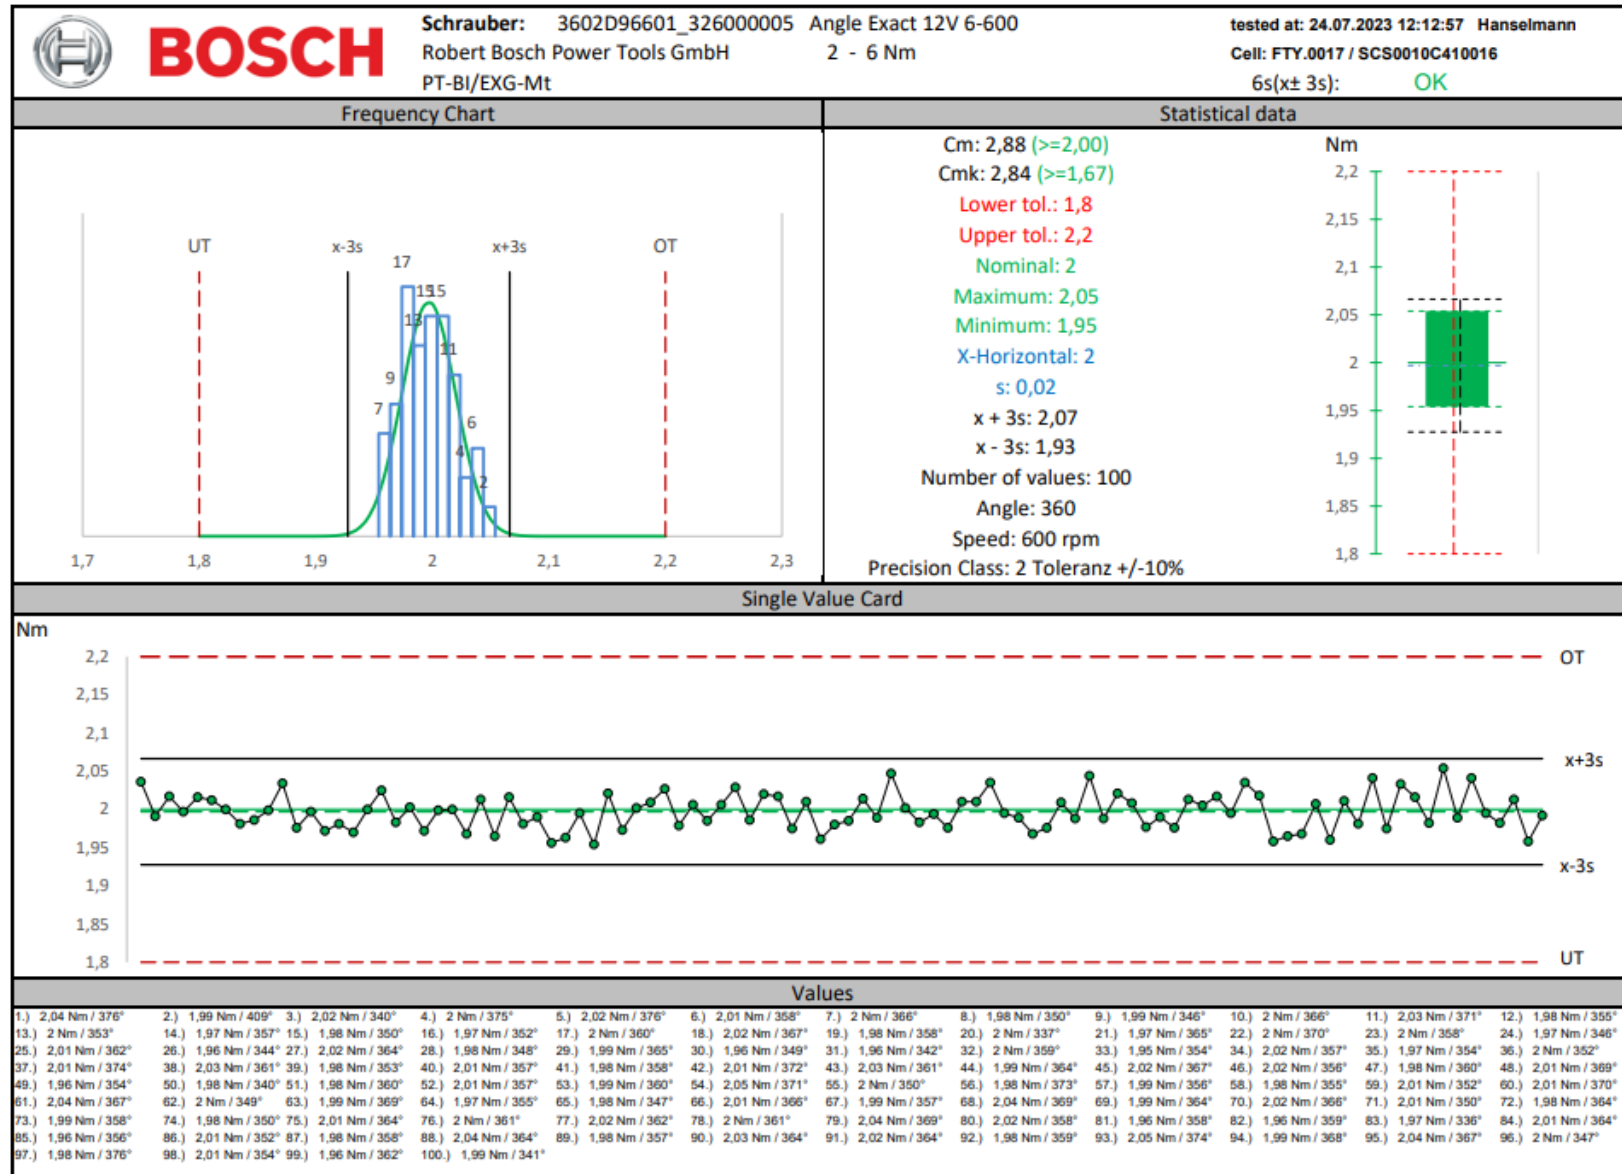 BOSCH
Schrauber: 3602D96601_326000005 Angle Exact 12V 6-600
Robert Bosch Power Tools GmbH 2 - 6 Nm
PT-BI/EXG-Mt
tested at: 24.07.2023 12:12:57 Hanselmann
Cell: FTY.0017 / SCS0010C410016
6s(x± 3s): OK
Frequency Chart
UT x-3s x+3s OT
17
15 15
13
11
9
7
6
4
2
1,7 1,8 1,9 2 2,1 2,2 2,3
Statistical data
Cm: 2,88 (>=2,00)
Cmk: 2,84 (>=1,67)
Lower tol.: 1,8
Upper tol.: 2,2
Nominal: 2
Maximum: 2,05
Minimum: 1,95
X-Horizontal: 2
s: 0,02
x + 3s: 2,07
x - 3s: 1,93
Number of values: 100
Angle: 360
Speed: 600 rpm
Precision Class: 2 Toleranz +/-10%
Nm
2,2
2,15
2,1
2,05
2
1,95
1,9
1,85
1,8
Single Value Card
Nm
2,2
2,15
2,1
2,05
2
1,95
1,9
1,85
1,8
OT
x+3s
x-3s
UT
Values
1.) 2,04 Nm / 376° 2.) 1,99 Nm / 409° 3.) 2,02 Nm / 340° 4.) 2 Nm / 375° 5.) 2,02 Nm / 376° 6.) 2,01 Nm / 358° 7.) 2 Nm / 366° 8.) 1,98 Nm / 350° 9.) 1,99 Nm / 346° 10.) 2 Nm / 366° 11.) 2,03 Nm / 371° 12.) 1,98 Nm / 355°
13.) 2 Nm / 353° 14.) 1,97 Nm / 357° 15.) 1,98 Nm / 350° 16.) 1,97 Nm / 352° 17.) 2 Nm / 360° 18.) 2,02 Nm / 367° 19.) 1,98 Nm / 358° 20.) 2 Nm / 337° 21.) 1,97 Nm / 365° 22.) 2 Nm / 370° 23.) 2 Nm / 358° 24.) 1,97 Nm / 346°
25.) 2,01 Nm / 362° 26.) 1,96 Nm / 344° 27.) 2,02 Nm / 364° 28.) 1,98 Nm / 348° 29.) 1,99 Nm / 365° 30.) 1,96 Nm / 349° 31.) 1,96 Nm / 342° 32.) 2 Nm / 359° 33.) 1,95 Nm / 354° 34.) 2,02 Nm / 357° 35.) 1,97 Nm / 354° 36.) 2 Nm / 352°
37.) 2,01 Nm / 374° 38.) 2,03 Nm / 361° 39.) 1,98 Nm / 353° 40.) 2,01 Nm / 357° 41.) 1,98 Nm / 358° 42.) 2,01 Nm / 372° 43.) 2,03 Nm / 361° 44.) 1,99 Nm / 364° 45.) 2,02 Nm / 367° 46.) 2,02 Nm / 356° 47.) 1,98 Nm / 360° 48.) 2,01 Nm / 369°
49.) 1,96 Nm / 354° 50.) 1,98 Nm / 340° 51.) 1,98 Nm / 360° 52.) 2,01 Nm / 357° 53.) 1,99 Nm / 360° 54.) 2,05 Nm / 371° 55.) 2 Nm / 350° 56.) 1,98 Nm / 373° 57.) 1,99 Nm / 356° 58.) 1,98 Nm / 355° 59.) 2,01 Nm / 352° 60.) 2,01 Nm / 370°
61.) 2,04 Nm / 367° 62.) 2 Nm / 349° 63.) 1,99 Nm / 369° 64.) 1,97 Nm / 355° 65.) 1,98 Nm / 347° 66.) 2,01 Nm / 366° 67.) 1,99 Nm / 357° 68.) 2,04 Nm / 369° 69.) 1,99 Nm / 364° 70.) 2,02 Nm / 366° 71.) 2,01 Nm / 350° 72.) 1,98 Nm / 364°
73.) 1,99 Nm / 358° 74.) 1,98 Nm / 350° 75.) 2,01 Nm / 364° 76.) 2 Nm / 361° 77.) 2,02 Nm / 362° 78.) 2 Nm / 361° 79.) 2,04 Nm / 369° 80.) 2,02 Nm / 358° 81.) 1,96 Nm / 358° 82.) 1,96 Nm / 359° 83.) 1,97 Nm / 336° 84.) 2,01 Nm / 364°
85.) 1,96 Nm / 356° 86.) 2,01 Nm / 352° 87.) 1,98 Nm / 358° 88.) 2,04 Nm / 364° 89.) 1,98 Nm / 357° 90.) 2,03 Nm / 364° 91.) 2,02 Nm / 364° 92.) 1,98 Nm / 359° 93.) 2,05 Nm / 374° 94.) 1,99 Nm / 368° 95.) 2,04 Nm / 367° 96.) 2 Nm / 347°
97.) 1,98 Nm / 376° 98.) 2,01 Nm / 354° 99.) 1,96 Nm / 362° 100.) 1,99 Nm / 341°